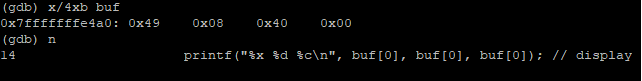 (gdb) x/4xb buf
0x7fffffffe4a0: 0x49 0x08 0x40 0x00
(gdb) n
14 printf("%x %d %c\n", buf[0], buf[0], buf[0]); // display